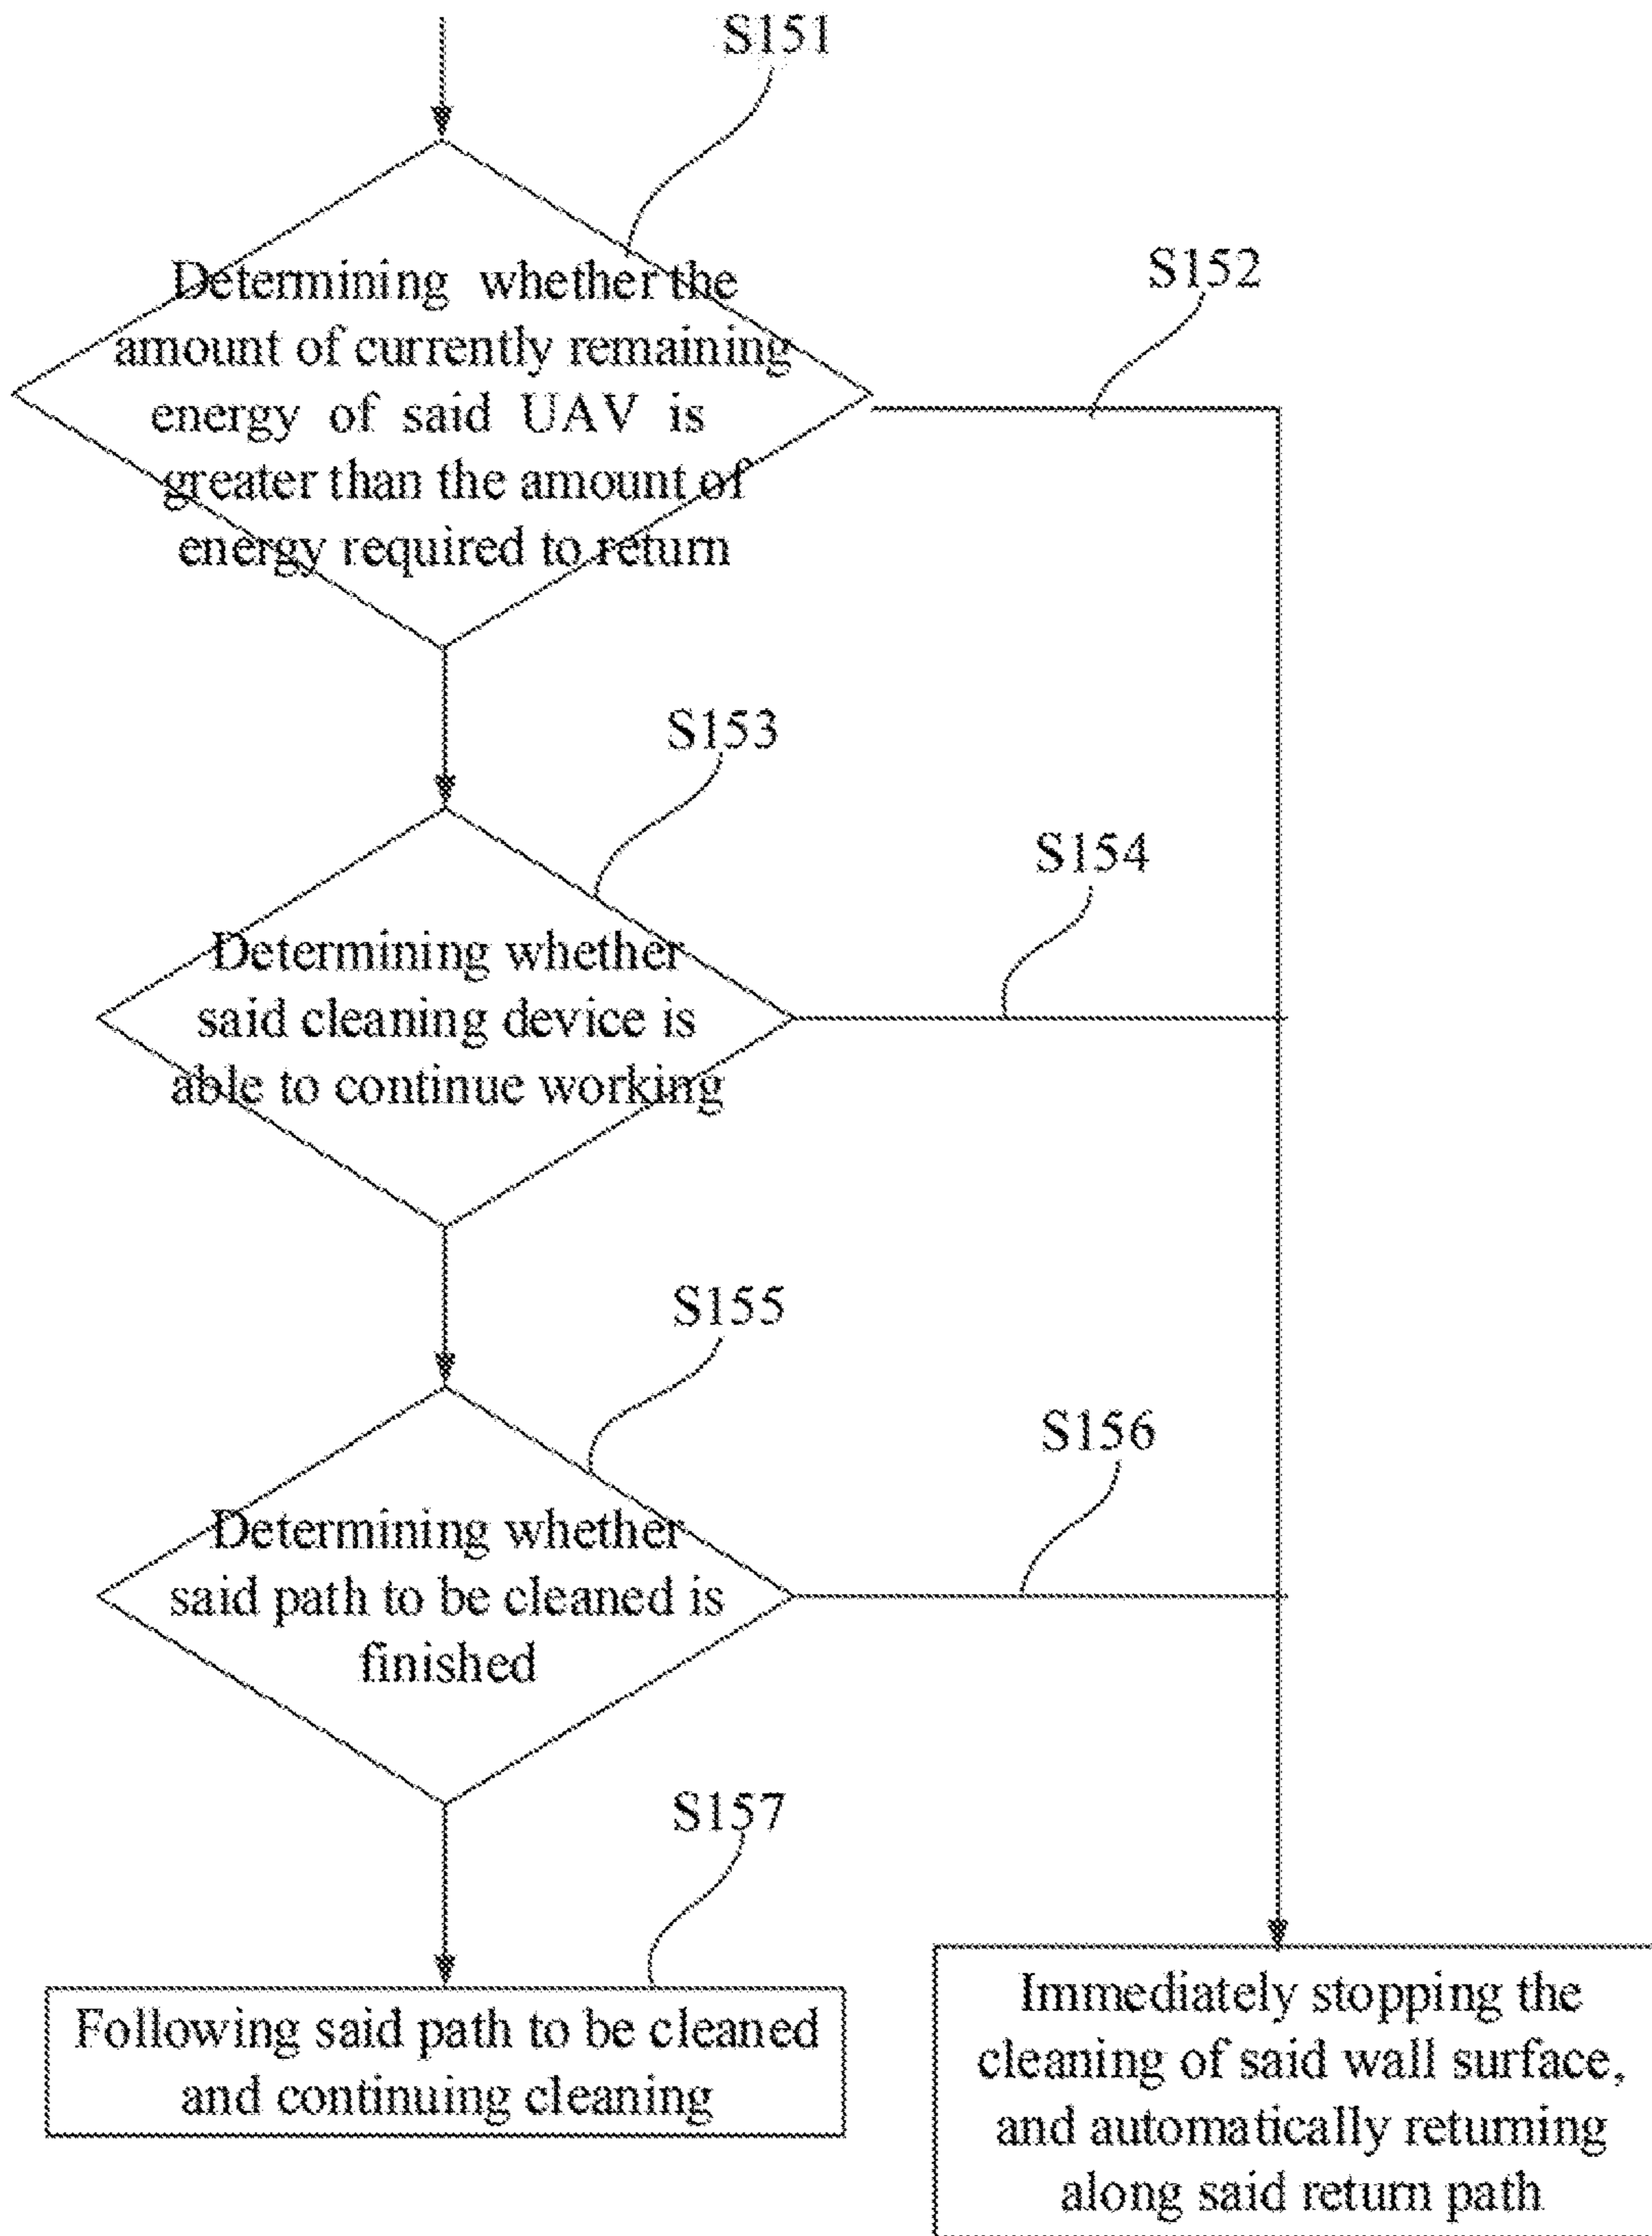 S151
Determining whether the
amount of currently remaining
energy of said UAV is
greater than the amount of
energy required to return
S152
S153
Determining whether
said cleaning device is
able to continue working
S154
S155
Determining whether
said path to be cleaned is
finished
S156
S157
Following said path to be cleaned
and continuing cleaning
Immediately stopping the
cleaning of said wall surface,
and automatically returning
along said return path